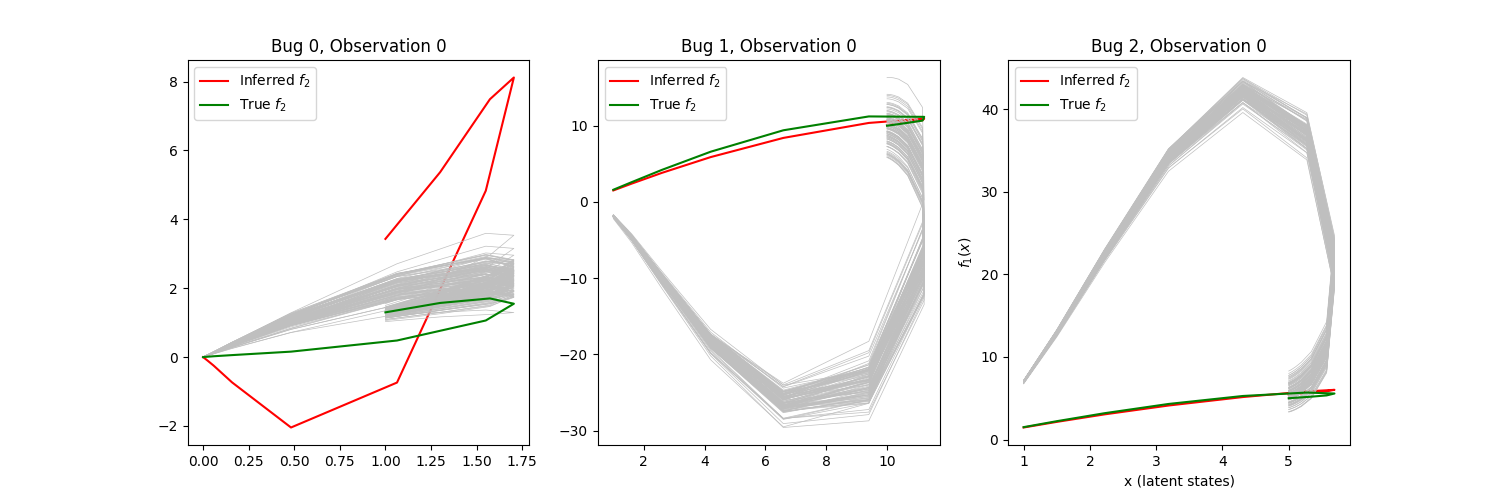 Bug 0, Observation 0
Inferred f₂
True f₂
8
6
4
2
0
−2
0.00 0.25 0.50 0.75 1.00 1.25 1.50 1.75
Bug 1, Observation 0
Inferred f₂
True f₂
10
0
−10
−20
−30
2 4 6 8 10
Bug 2, Observation 0
Inferred f₂
True f₂
f₁(x)
40
30
20
10
0
1 2 3 4 5
x (latent states)